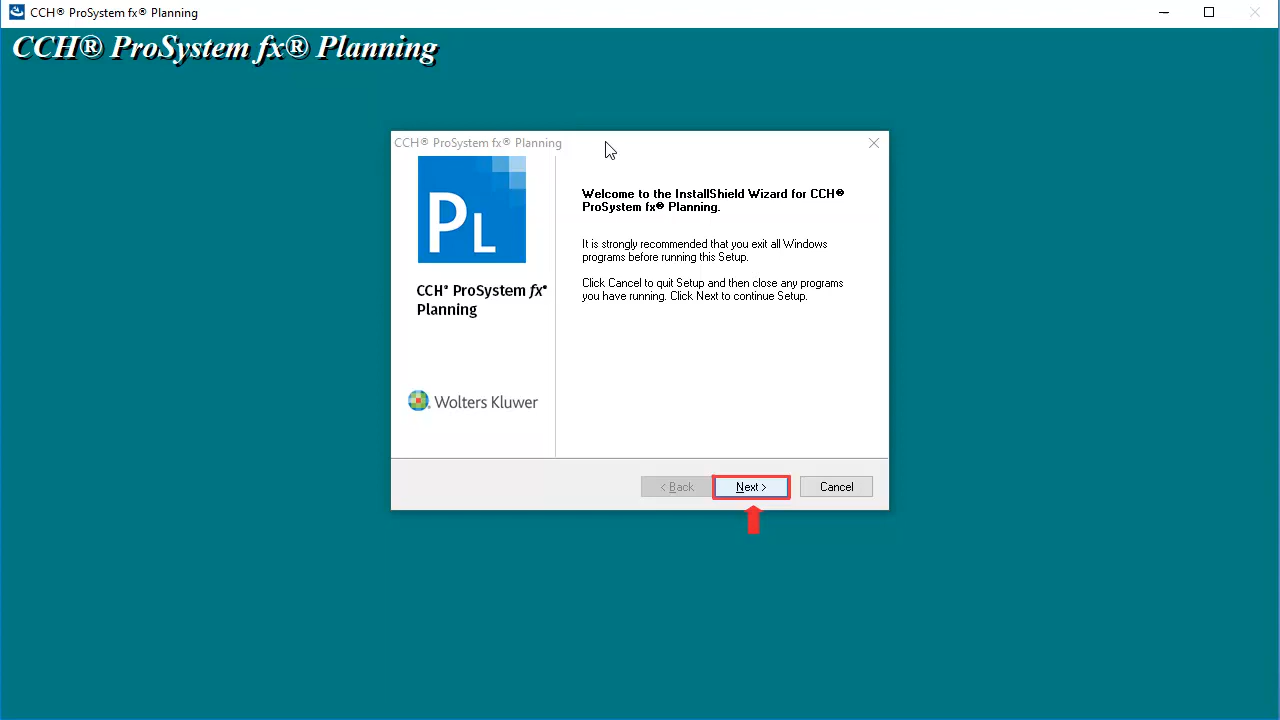 CCH® ProSystem fx® Planning
CCH® ProSystem fx® Planning
CCH® ProSystem fx® Planning
PL
CCH® ProSystem fx®
Planning
Wolters Kluwer
Welcome to the InstallShield Wizard for CCH®
ProSystem fx® Planning.
It is strongly recommended that you exit all Windows
programs before running this Setup.
Click Cancel to quit Setup and then close any programs
you have running. Click Next to continue Setup.
< Back
Next >
Cancel